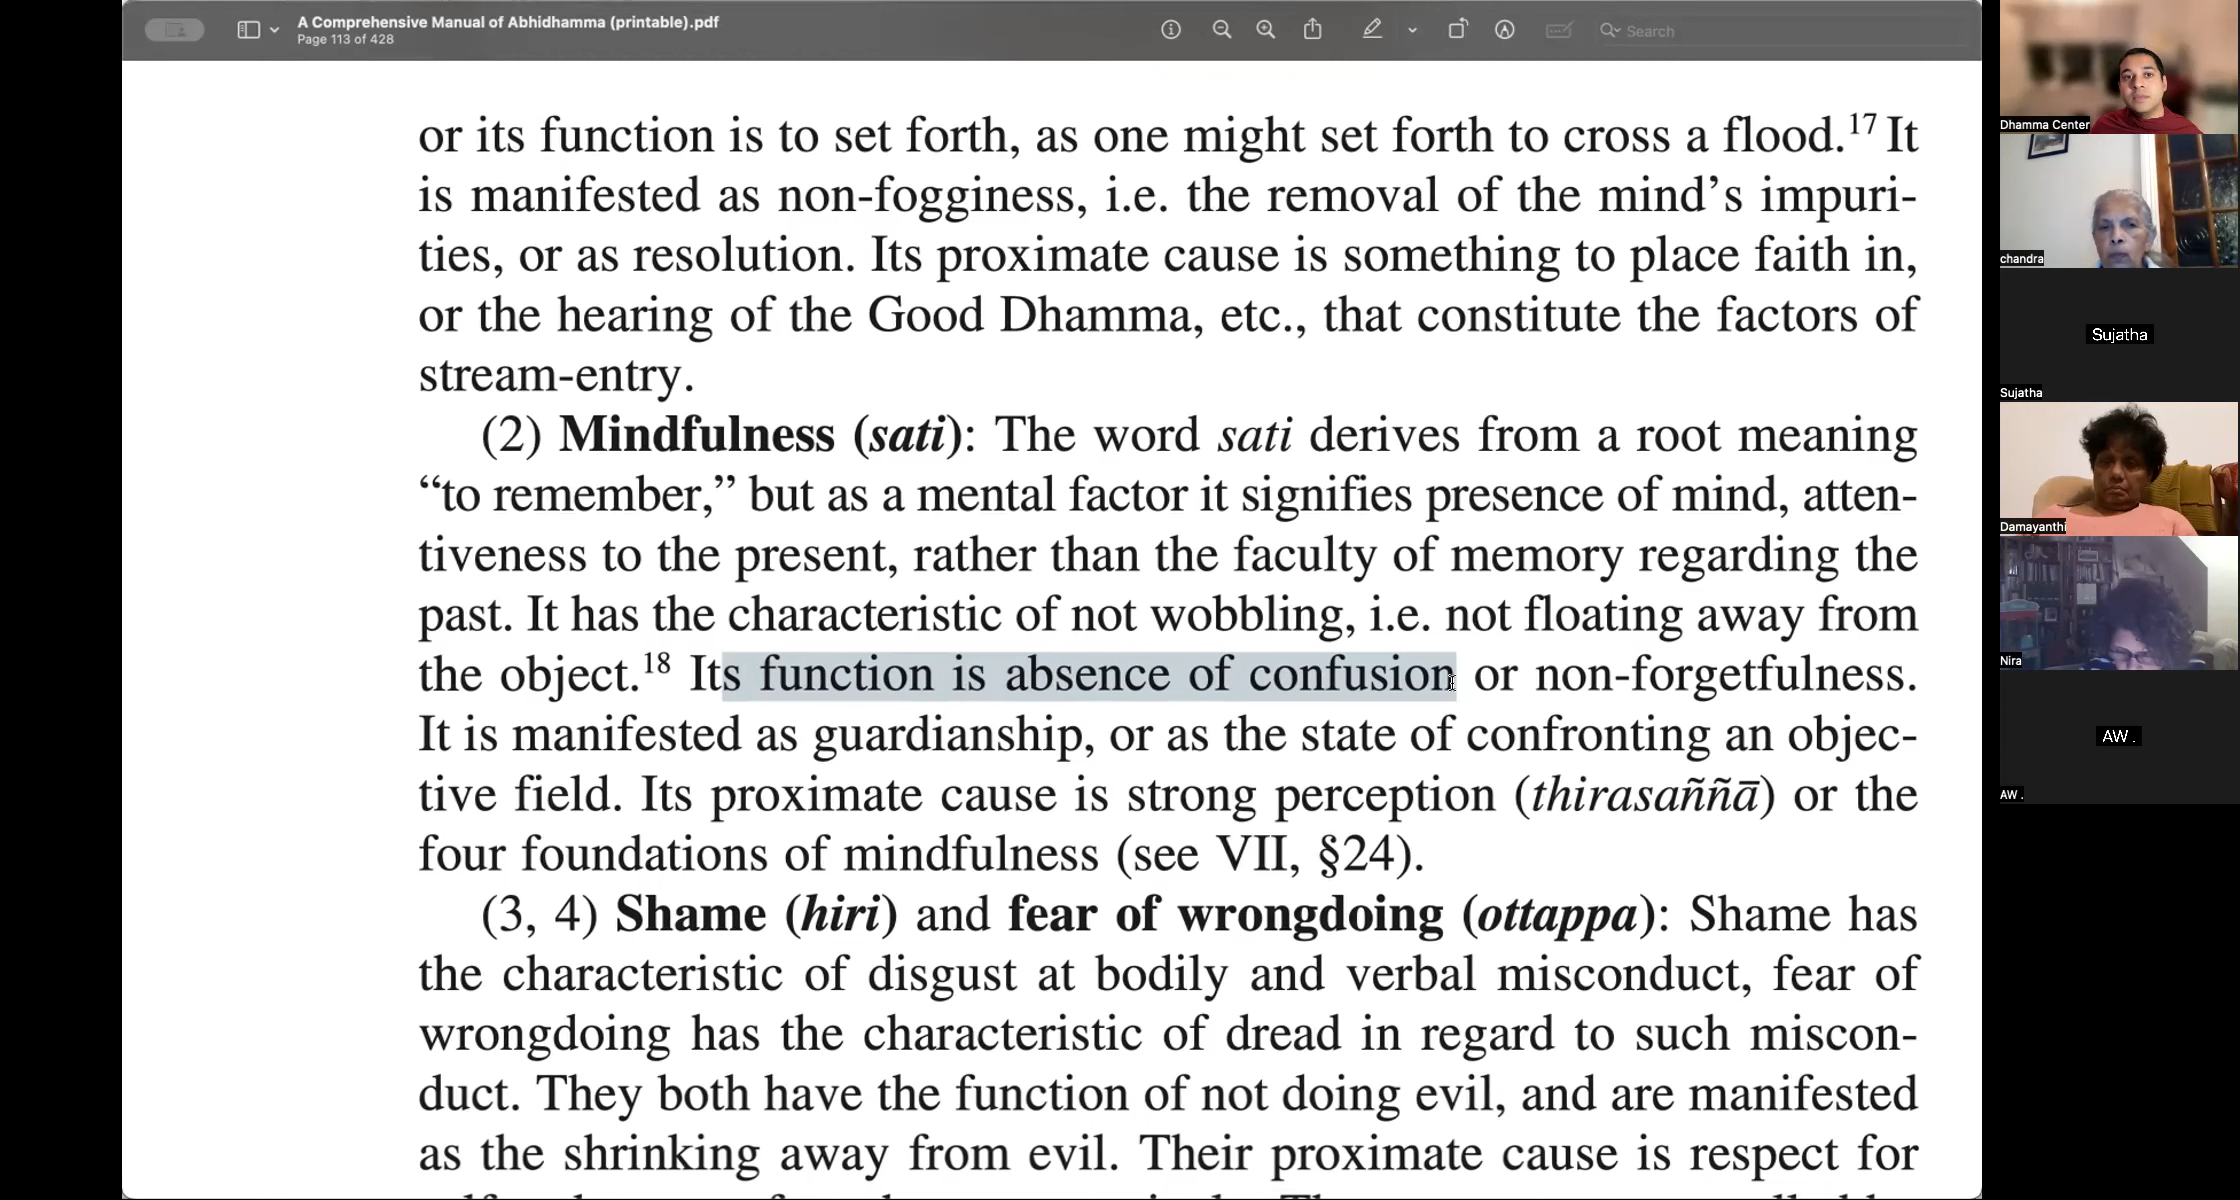 A Comprehensive Manual of Abhidhamma (printable).pdf
Page 113 of 428
Search
or its function is to set forth, as one might set forth to cross a flood.17 It
is manifested as non-fogginess, i.e. the removal of the mind’s impuri-
ties, or as resolution. Its proximate cause is something to place faith in,
or the hearing of the Good Dhamma, etc., that constitute the factors of
stream-entry.
(2) Mindfulness (sati): The word sati derives from a root meaning
“to remember,” but as a mental factor it signifies presence of mind, atten-
tiveness to the present, rather than the faculty of memory regarding the
past. It has the characteristic of not wobbling, i.e. not floating away from
the object.18 Its function is absence of confusion or non-forgetfulness.
It is manifested as guardianship, or as the state of confronting an objec-
tive field. Its proximate cause is strong perception (thirasaññā) or the
four foundations of mindfulness (see VII, §24).
(3, 4) Shame (hiri) and fear of wrongdoing (ottappa): Shame has
the characteristic of disgust at bodily and verbal misconduct, fear of
wrongdoing has the characteristic of dread in regard to such miscon-
duct. They both have the function of not doing evil, and are manifested
as the shrinking away from evil. Their proximate cause is respect for
Dhamma Center
chandra
Sujatha
Sujatha
Damayanthi
Nira
AW .
AW .